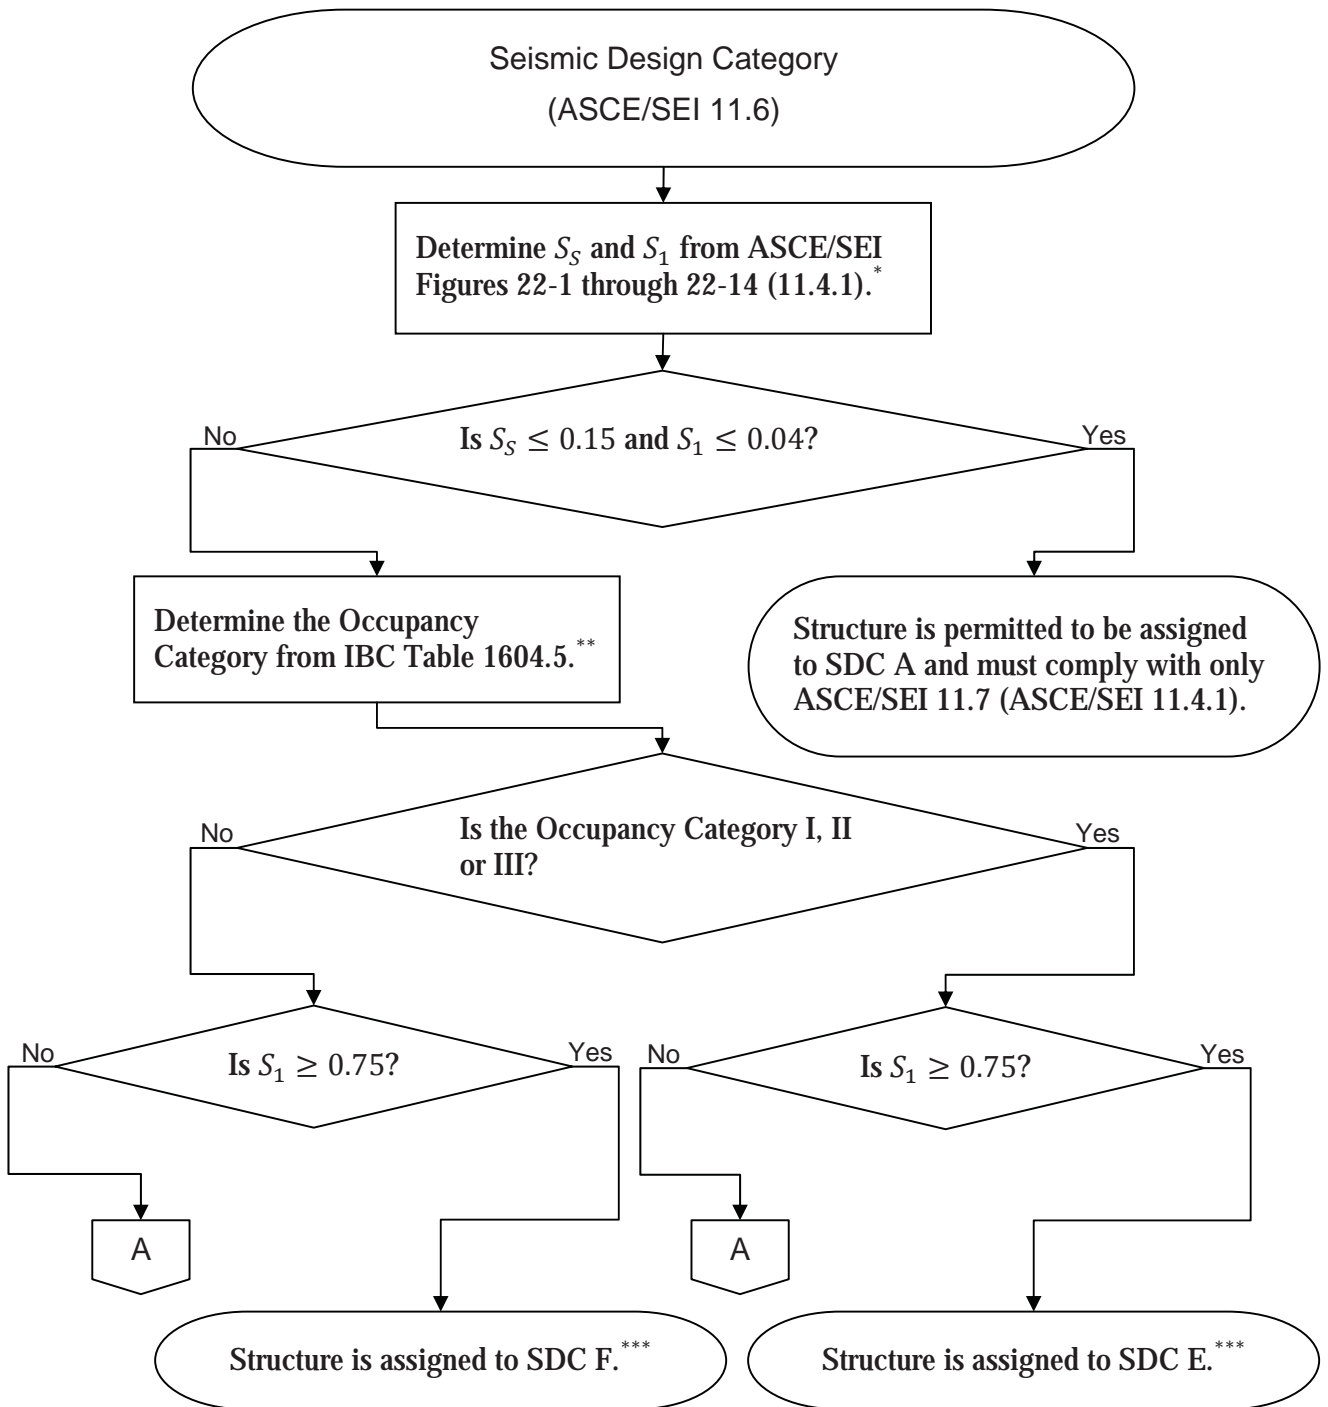 Seismic Design Category
(ASCE/SEI 11.6)
Determine S_S and S_1 from ASCE/SEI
Figures 22-1 through 22-14 (11.4.1).*
Is S_S ≤ 0.15 and S_1 ≤ 0.04?
No
Yes
Determine the Occupancy
Category from IBC Table 1604.5.**
Structure is permitted to be assigned
to SDC A and must comply with only
ASCE/SEI 11.7 (ASCE/SEI 11.4.1).
Is the Occupancy Category I, II
or III?
No
Yes
Is S_1 ≥ 0.75?
No
Yes
Is S_1 ≥ 0.75?
No
Yes
A
A
Structure is assigned to SDC F.***
Structure is assigned to SDC E.***